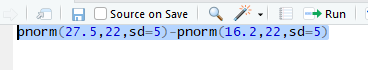 Source on Save
Run
pnorm(27.5,22,sd=5)-pnorm(16.2,22,sd=5)